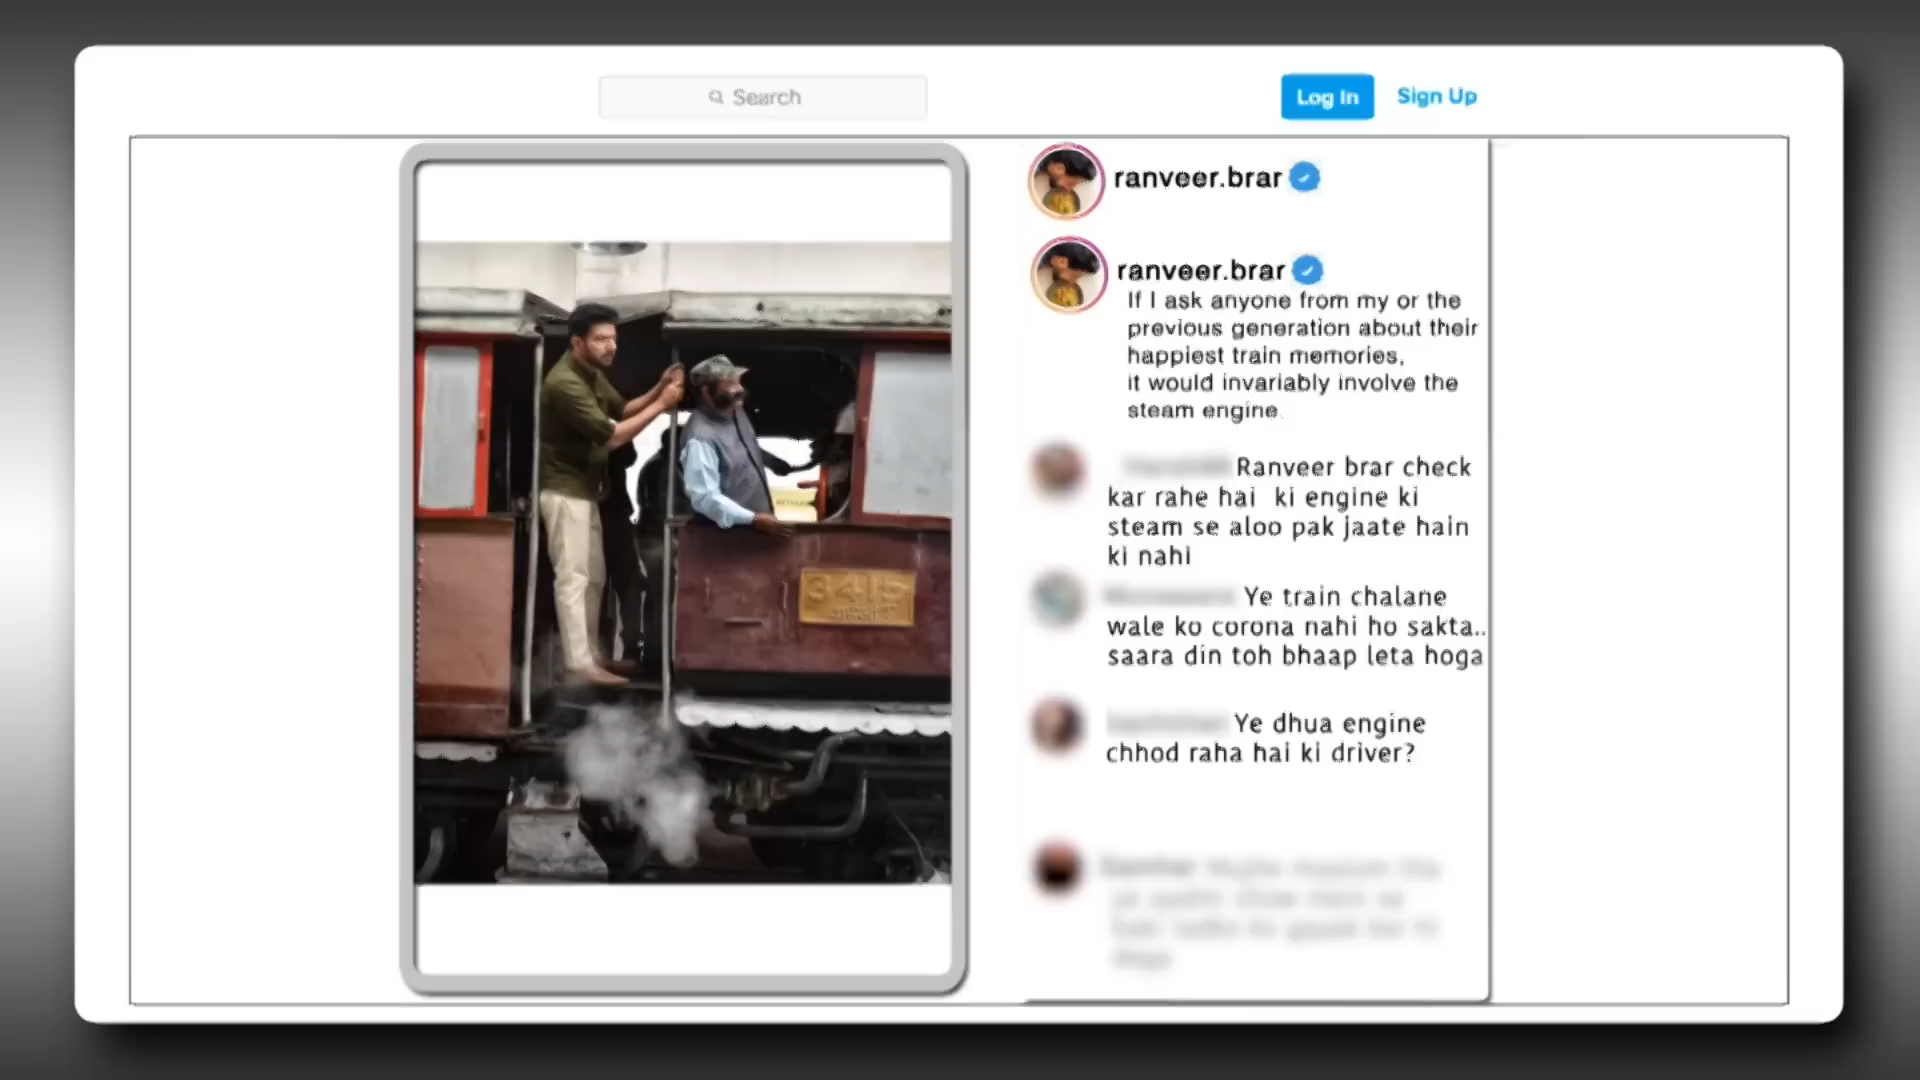 Search
Log In
Sign Up
ranveer.brar
ranveer.brar
If I ask anyone from my or the
previous generation about their
happiest train memories,
it would invariably involve the
steam engine.
Ranveer brar check
kar rahe hai ki engine ki
steam se aloo pak jaate hain
ki nahi
Ye train chalane
wale ko corona nahi ho sakta..
saara din toh bhaap leta hoga
Ye dhua engine
chhod raha hai ki driver?
3415